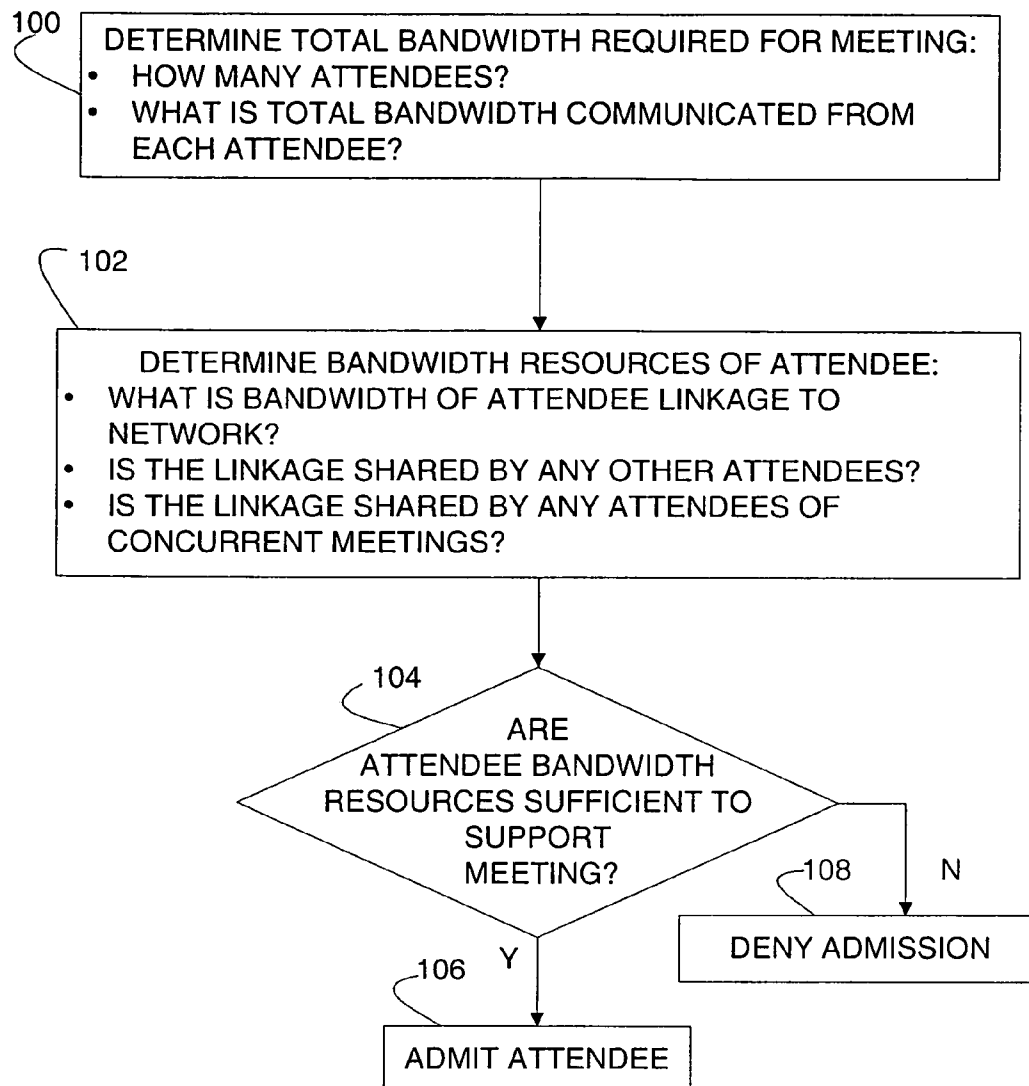 100
DETERMINE TOTAL BANDWIDTH REQUIRED FOR MEETING:
• HOW MANY ATTENDEES?
• WHAT IS TOTAL BANDWIDTH COMMUNICATED FROM
EACH ATTENDEE?
102
DETERMINE BANDWIDTH RESOURCES OF ATTENDEE:
• WHAT IS BANDWIDTH OF ATTENDEE LINKAGE TO
NETWORK?
• IS THE LINKAGE SHARED BY ANY OTHER ATTENDEES?
• IS THE LINKAGE SHARED BY ANY ATTENDEES OF
CONCURRENT MEETINGS?
104
ARE
ATTENDEE BANDWIDTH
RESOURCES SUFFICIENT TO
SUPPORT
MEETING?
N
108
DENY ADMISSION
Y
106
ADMIT ATTENDEE